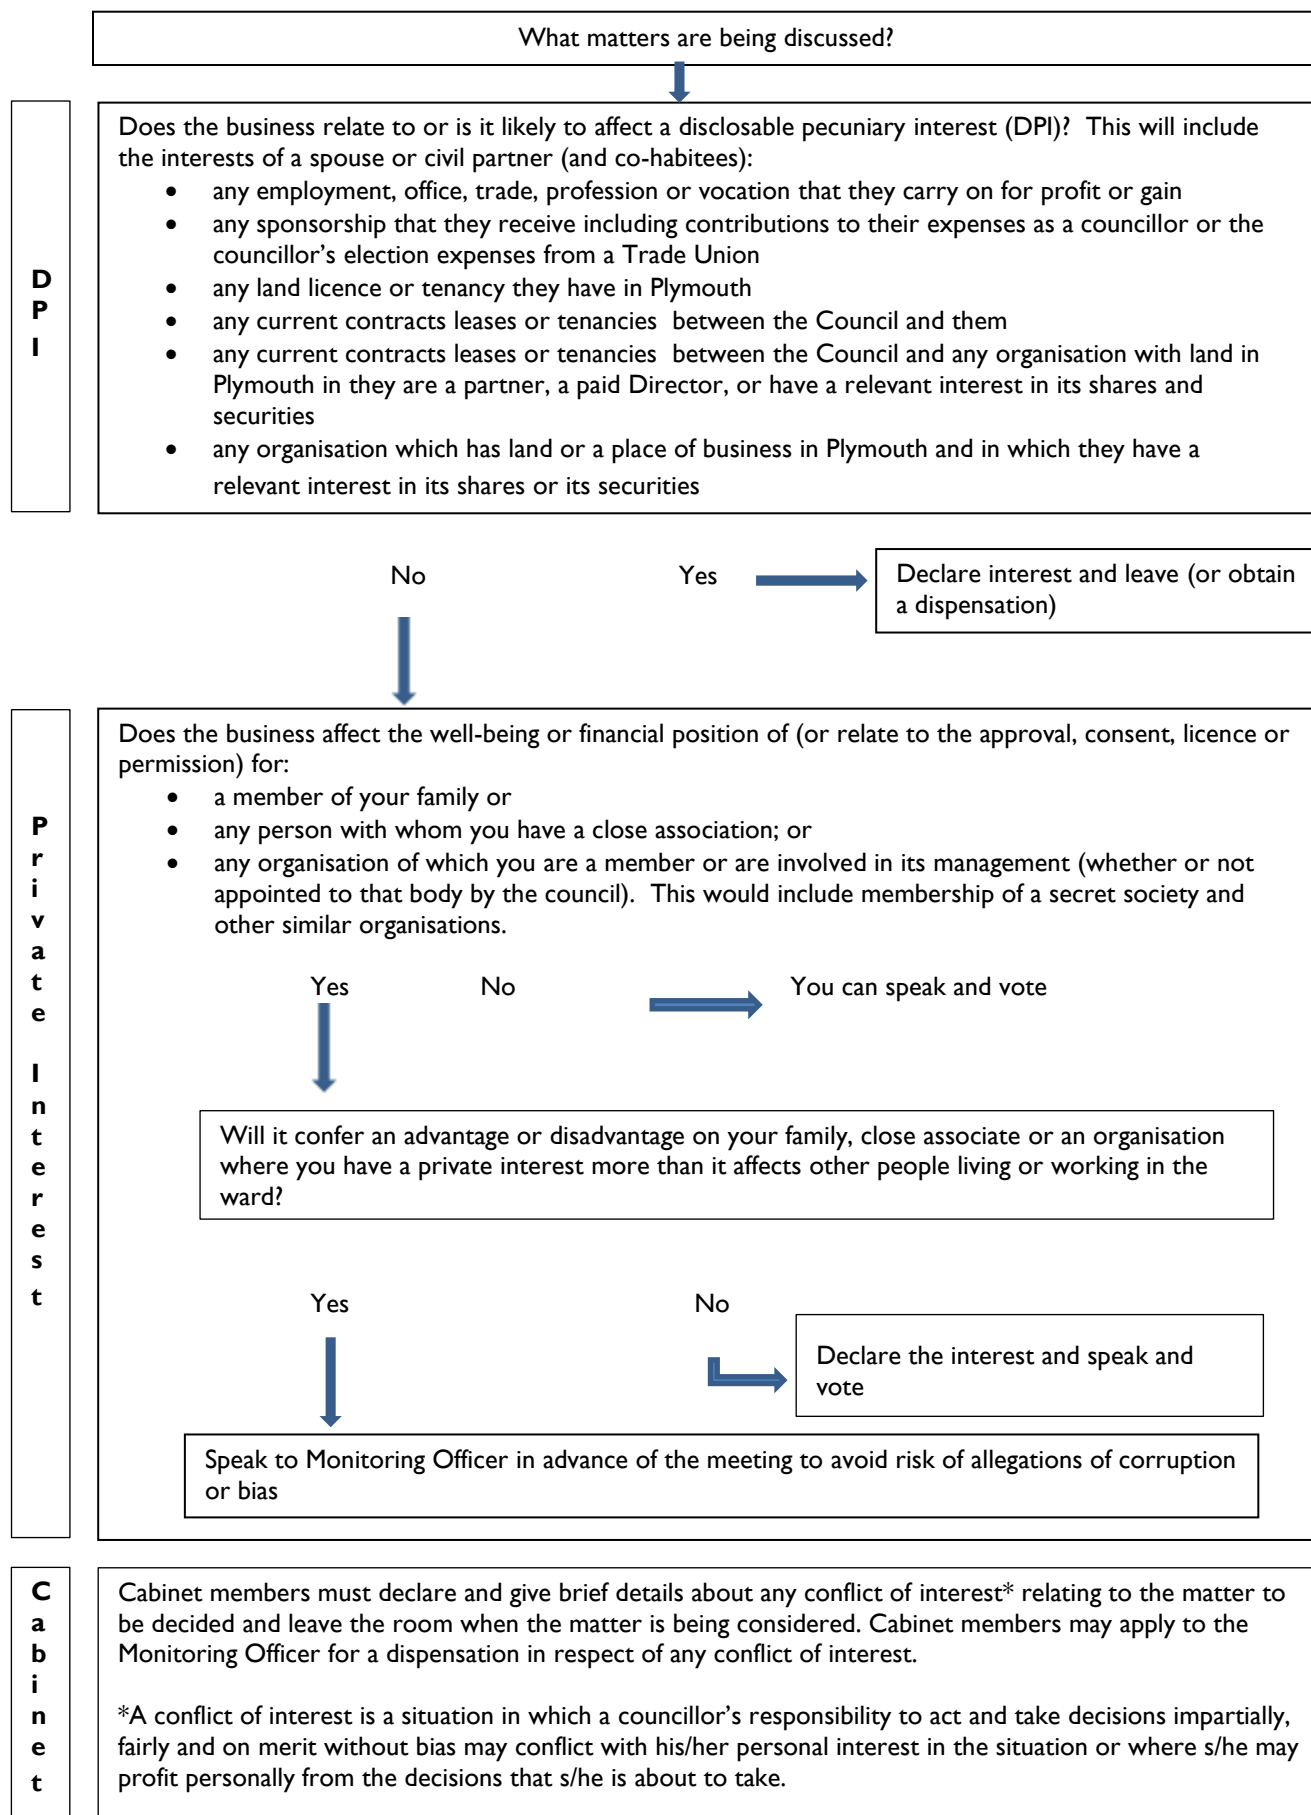 What matters are being discussed?
D
P
I
Does the business relate to or is it likely to affect a disclosable pecuniary interest (DPI)?  This will include
the interests of a spouse or civil partner (and co-habitees):
• any employment, office, trade, profession or vocation that they carry on for profit or gain
• any sponsorship that they receive including contributions to their expenses as a councillor or the
councillor’s election expenses from a Trade Union
• any land licence or tenancy they have in Plymouth
• any current contracts leases or tenancies  between the Council and them
• any current contracts leases or tenancies  between the Council and any organisation with land in
Plymouth in they are a partner, a paid Director, or have a relevant interest in its shares and
securities
• any organisation which has land or a place of business in Plymouth and in which they have a
relevant interest in its shares or its securities
No
Yes
Declare interest and leave (or obtain
a dispensation)
P
r
i
v
a
t
e
I
n
t
e
r
e
s
t
Does the business affect the well-being or financial position of (or relate to the approval, consent, licence or
permission) for:
• a member of your family or
• any person with whom you have a close association; or
• any organisation of which you are a member or are involved in its management (whether or not
appointed to that body by the council).  This would include membership of a secret society and
other similar organisations.
Yes
No
You can speak and vote
Will it confer an advantage or disadvantage on your family, close associate or an organisation
where you have a private interest more than it affects other people living or working in the
ward?
Yes
No
Declare the interest and speak and
vote
Speak to Monitoring Officer in advance of the meeting to avoid risk of allegations of corruption
or bias
C
a
b
i
n
e
t
Cabinet members must declare and give brief details about any conflict of interest* relating to the matter to
be decided and leave the room when the matter is being considered. Cabinet members may apply to the
Monitoring Officer for a dispensation in respect of any conflict of interest.
*A conflict of interest is a situation in which a councillor’s responsibility to act and take decisions impartially,
fairly and on merit without bias may conflict with his/her personal interest in the situation or where s/he may
profit personally from the decisions that s/he is about to take.